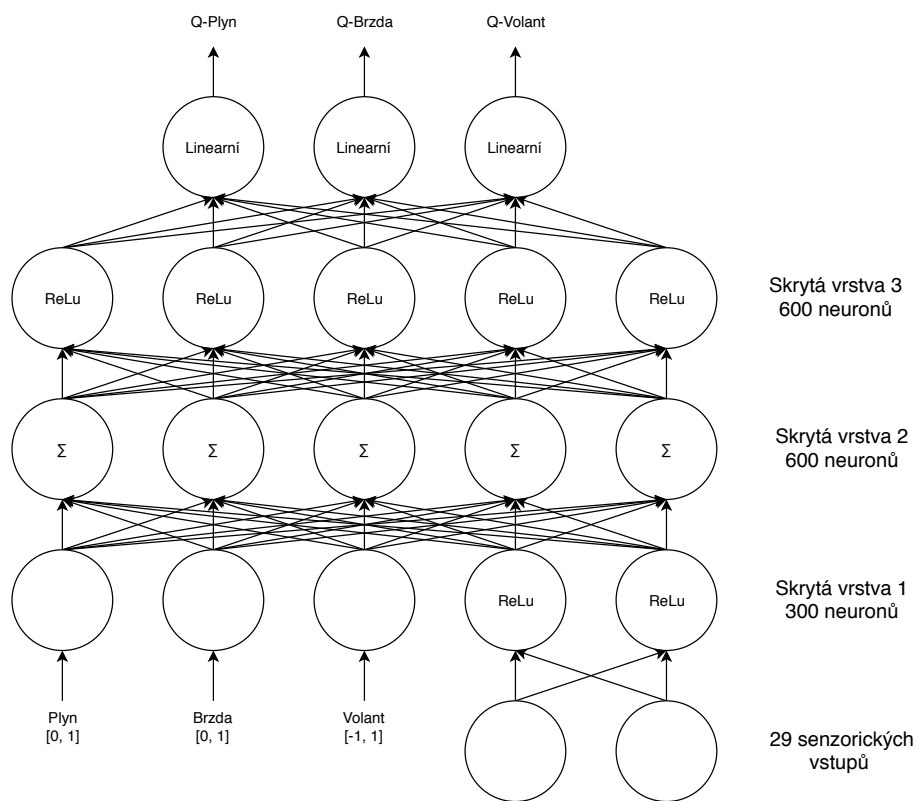 Q-Plyn
Q-Brzda
Q-Volant
Linearní
Linearní
Linearní
ReLu
ReLu
ReLu
ReLu
ReLu
Skrytá vrstva 3
600 neuronů
Σ
Σ
Σ
Σ
Σ
Skrytá vrstva 2
600 neuronů
ReLu
ReLu
Skrytá vrstva 1
300 neuronů
Plyn
[0, 1]
Brzda
[0, 1]
Volant
[-1, 1]
29 senzorických
vstupů